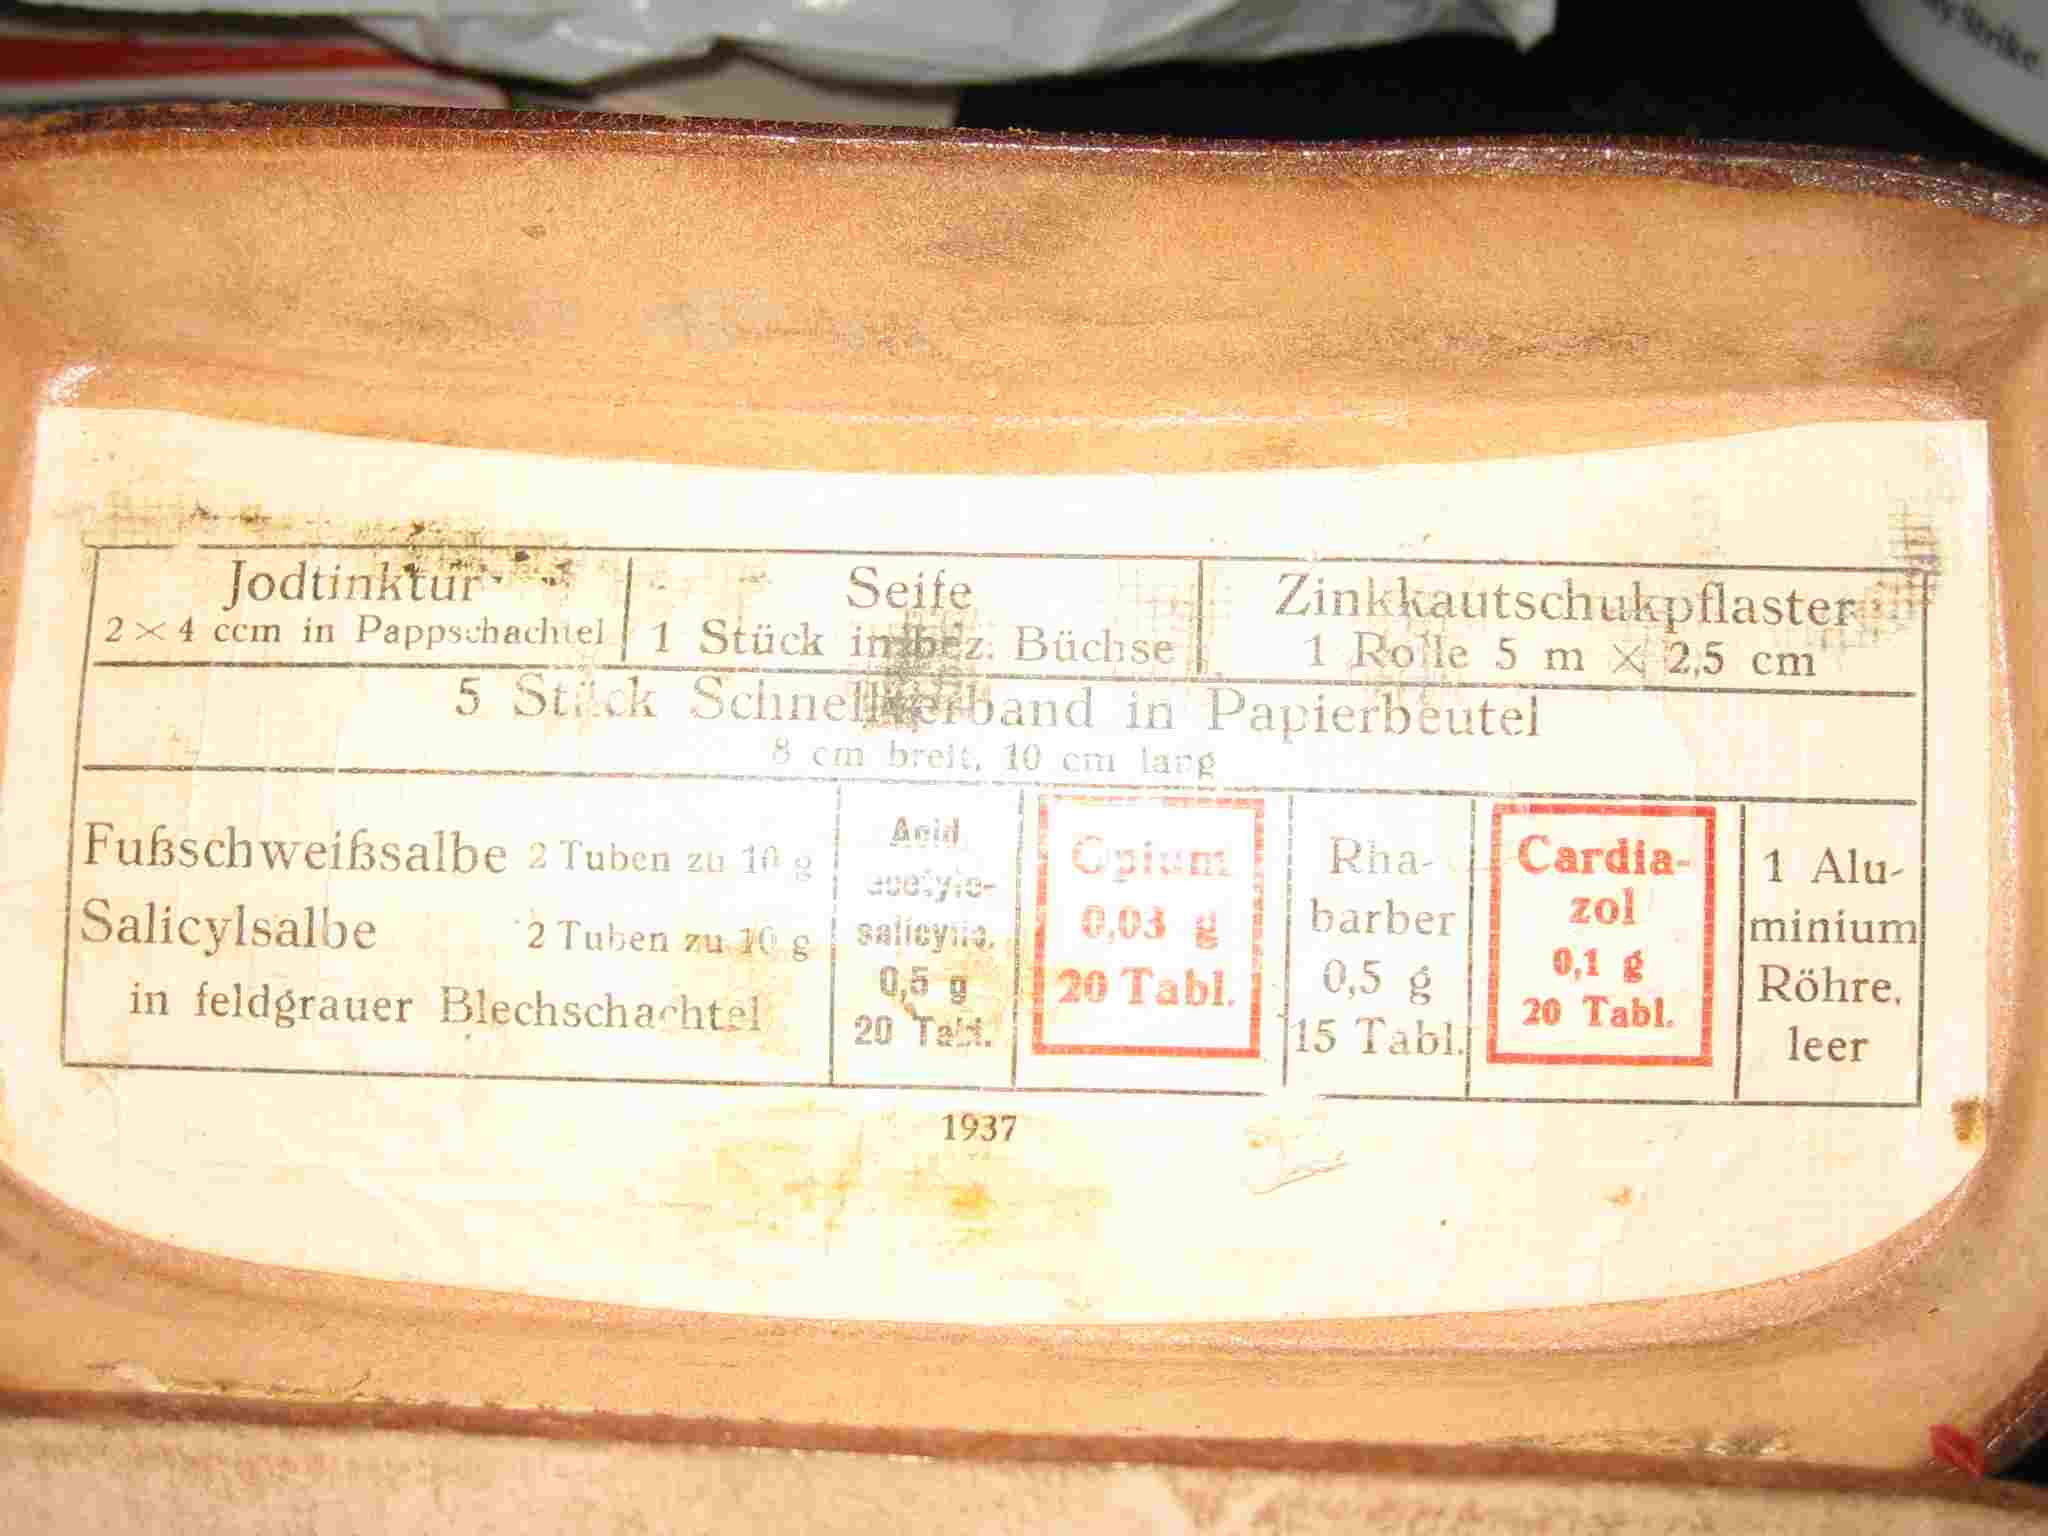 Strike
Jodtinktur
2 × 4 ccm in Pappschachtel
Seife
1 Stück in bez. Büchse
Zinkkautschukpflaster
1 Rolle 5 m × 2,5 cm
5 Stück Schnellverband in Papierbeutel
8 cm breit, 10 cm lang
Fußschweißsalbe 2 Tuben zu 10 g
Salicylsalbe 2 Tuben zu 10 g
in feldgrauer Blechschachtel
Acid.
acetylo-
salicylic.
0,5 g
20 Tabl.
Opium
0,03 g
20 Tabl.
Rha-
barber
0,5 g
15 Tabl.
Cardia-
zol
0,1 g
20 Tabl.
1 Alu-
minium
Röhre,
leer
1937